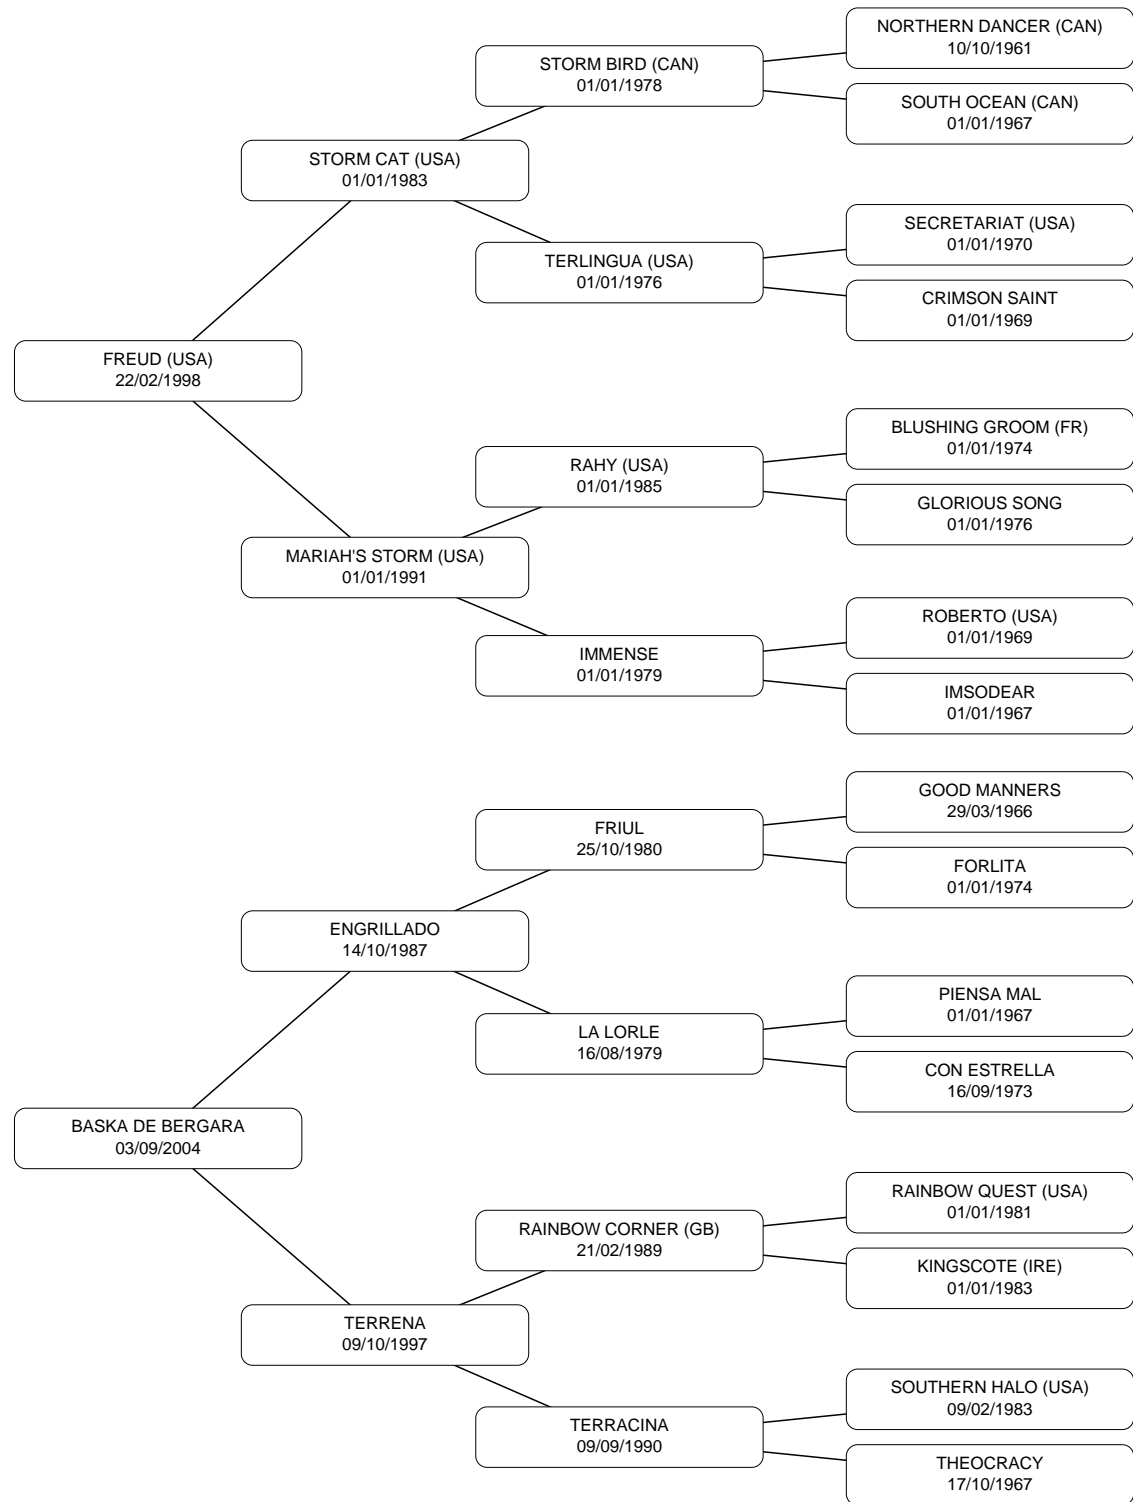 NORTHERN DANCER (CAN)
10/10/1961
STORM BIRD (CAN)
01/01/1978
SOUTH OCEAN (CAN)
01/01/1967
STORM CAT (USA)
01/01/1983
SECRETARIAT (USA)
01/01/1970
TERLINGUA (USA)
01/01/1976
CRIMSON SAINT
01/01/1969
FREUD (USA)
22/02/1998
BLUSHING GROOM (FR)
01/01/1974
RAHY (USA)
01/01/1985
GLORIOUS SONG
01/01/1976
MARIAH'S STORM (USA)
01/01/1991
ROBERTO (USA)
01/01/1969
IMMENSE
01/01/1979
IMSODEAR
01/01/1967
GOOD MANNERS
29/03/1966
FRIUL
25/10/1980
FORLITA
01/01/1974
ENGRILLADO
14/10/1987
PIENSA MAL
01/01/1967
LA LORLE
16/08/1979
CON ESTRELLA
16/09/1973
BASKA DE BERGARA
03/09/2004
RAINBOW QUEST (USA)
01/01/1981
RAINBOW CORNER (GB)
21/02/1989
KINGSCOTE (IRE)
01/01/1983
TERRENA
09/10/1997
SOUTHERN HALO (USA)
09/02/1983
TERRACINA
09/09/1990
THEOCRACY
17/10/1967